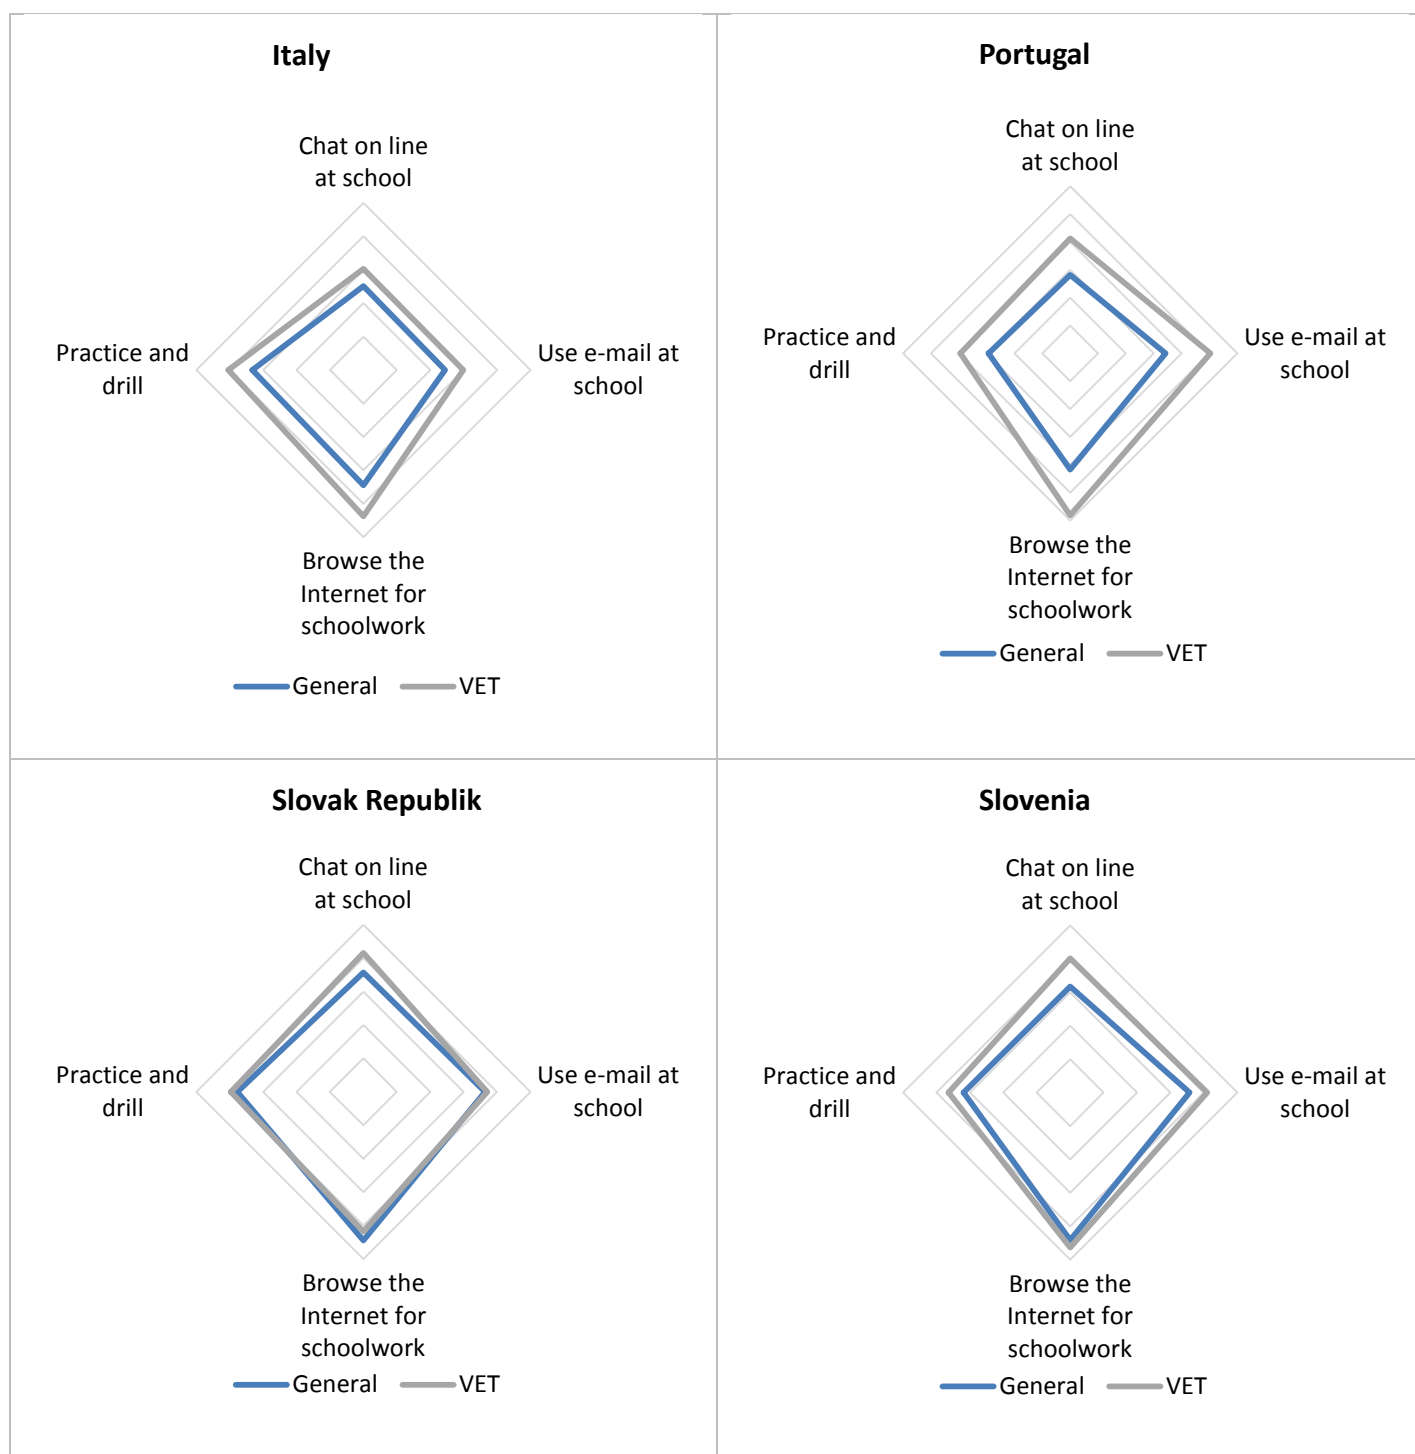 Italy
Chat on line
at school
Practice and
drill
Use e-mail at
school
Browse the
Internet for
schoolwork
General
VET
Portugal
Chat on line
at school
Practice and
drill
Use e-mail at
school
Browse the
Internet for
schoolwork
General
VET
Slovak Republik
Chat on line
at school
Practice and
drill
Use e-mail at
school
Browse the
Internet for
schoolwork
General
VET
Slovenia
Chat on line
at school
Practice and
drill
Use e-mail at
school
Browse the
Internet for
schoolwork
General
VET